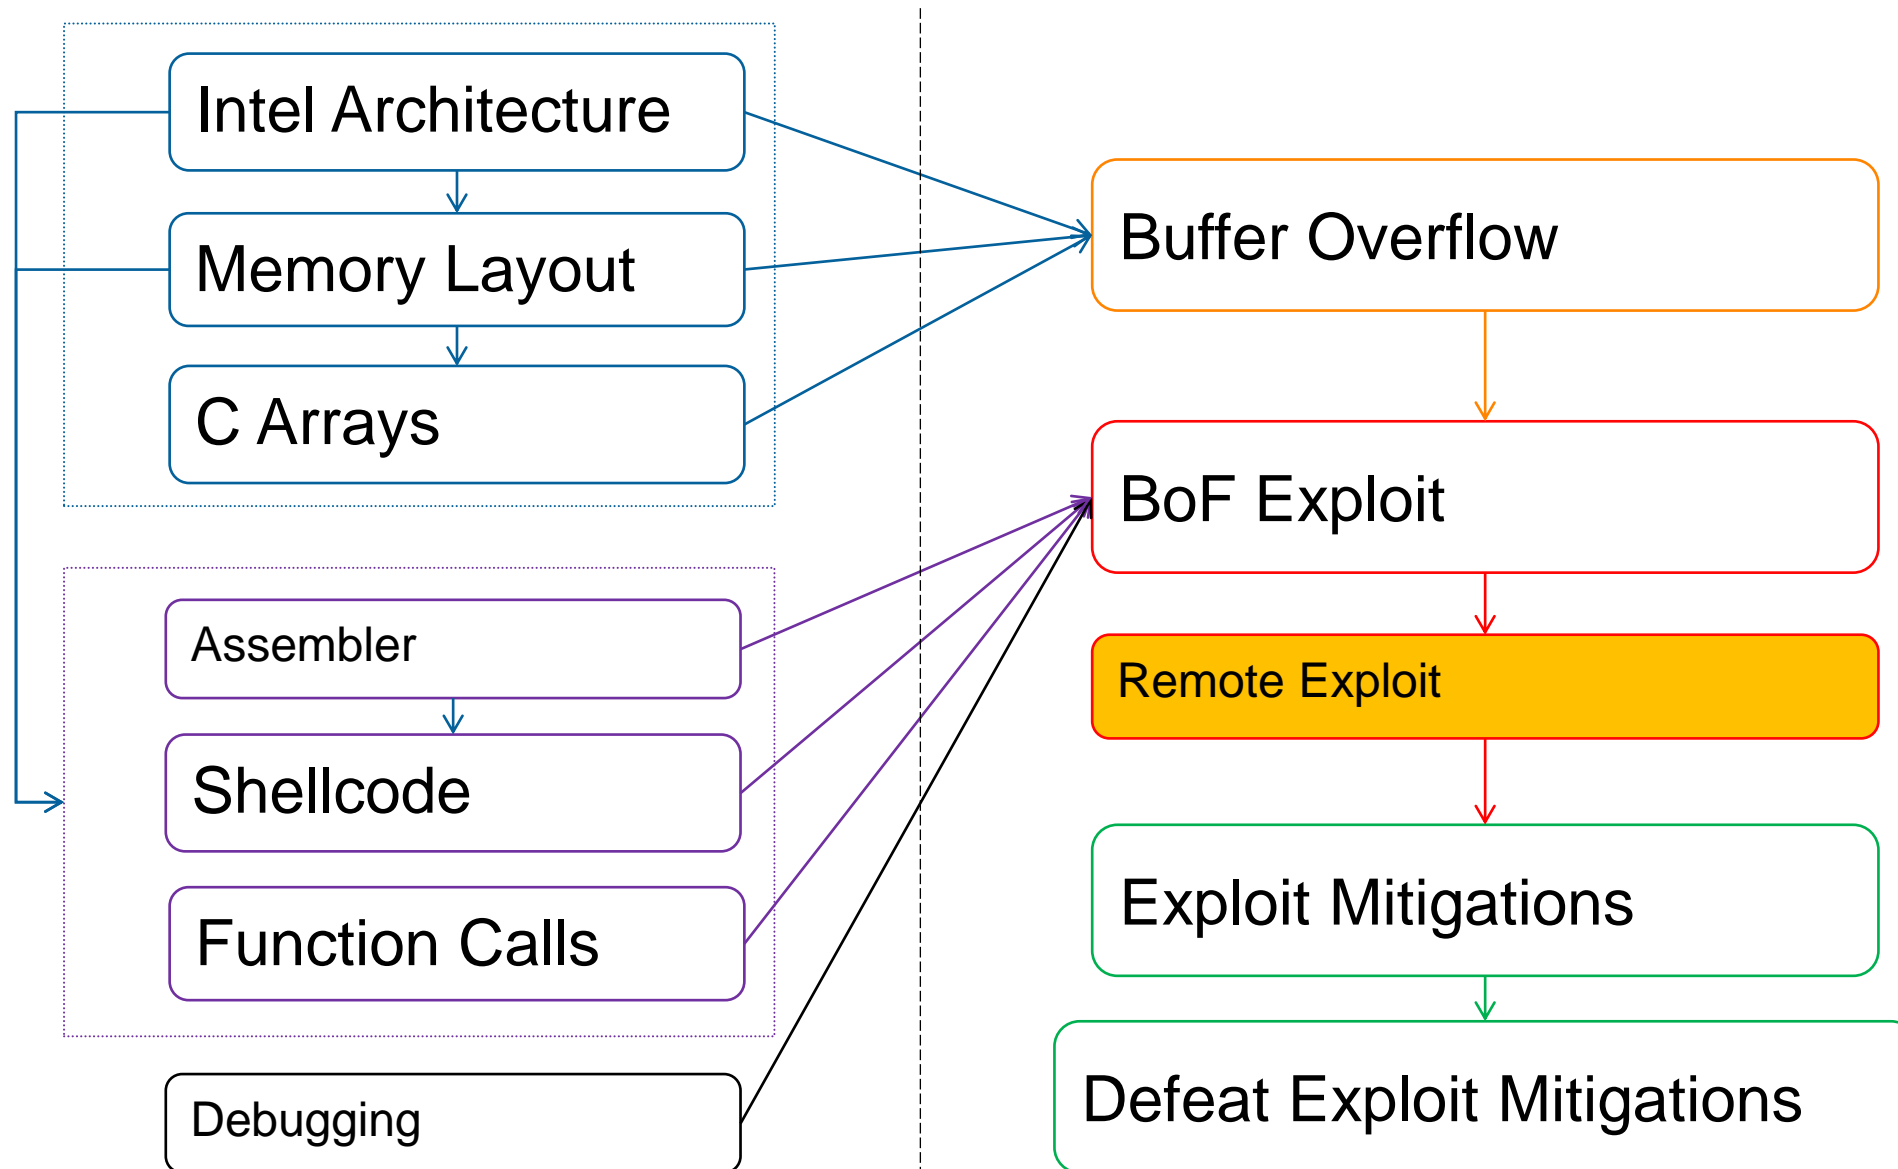 Intel Architecture
Memory Layout
C Arrays
Assembler
Shellcode
Function Calls
Debugging
Buffer Overflow
BoF Exploit
Remote Exploit
Exploit Mitigations
Defeat Exploit Mitigations